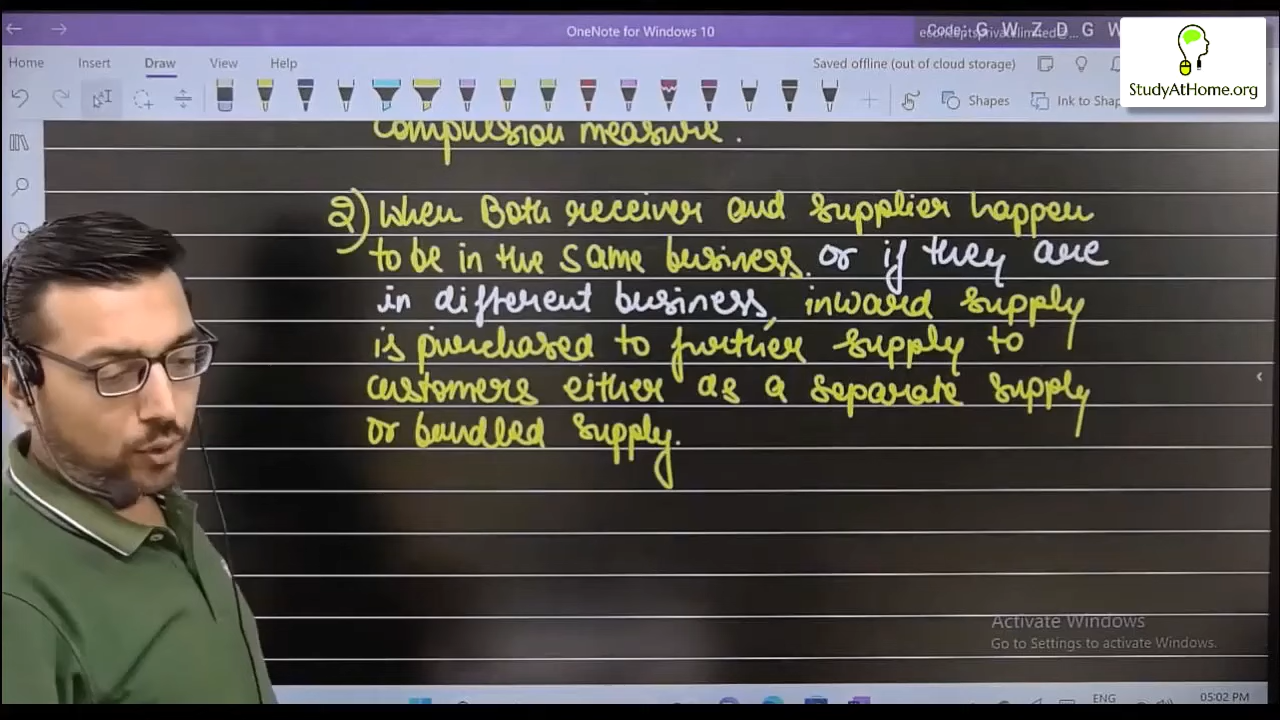 OneNote for Windows 10
Code: G W Z D G W
econceptsprivatelimited@...
StudyAtHome.org
Home Insert Draw View Help
Saved offline (out of cloud storage)
Shapes
Ink to Shap
compulsion measure.
2) When Both receiver and supplier happen
to be in the same business. or if they are
in different business, inward supply
is purchased to further supply to
customers either as a separate supply
or bundled supply.
Activate Windows
Go to Settings to activate Windows.
ENG
05:02 PM